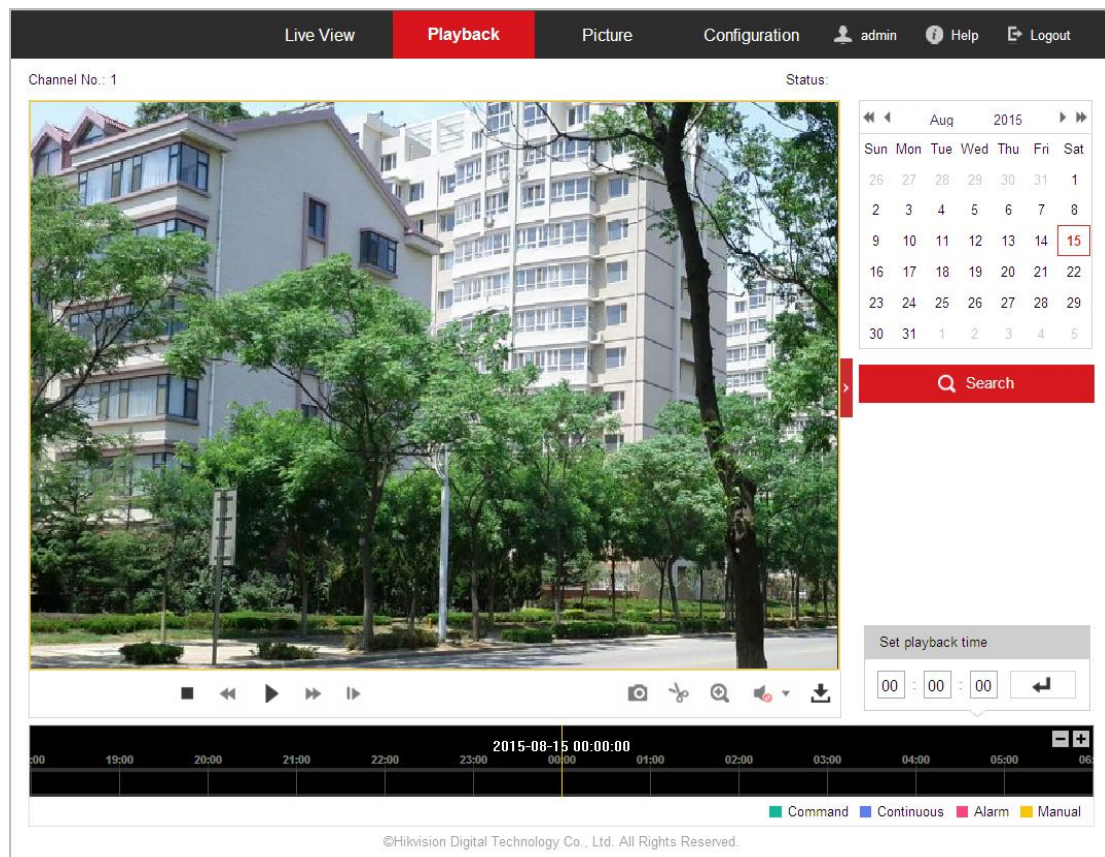 Live View Playback Picture Configuration admin Help Logout
Channel No.: 1 Status:
Aug 2015
Sun Mon Tue Wed Thu Fri Sat
26 27 28 29 30 31 1
2 3 4 5 6 7 8
9 10 11 12 13 14 15
16 17 18 19 20 21 22
23 24 25 26 27 28 29
30 31 1 2 3 4 5
Search
Set playback time
00 : 00 : 00
2015-08-15 00:00:00
:00 19:00 20:00 21:00 22:00 23:00 00:00 01:00 02:00 03:00 04:00 05:00 06:
Command Continuous Alarm Manual
©Hikvision Digital Technology Co., Ltd. All Rights Reserved.